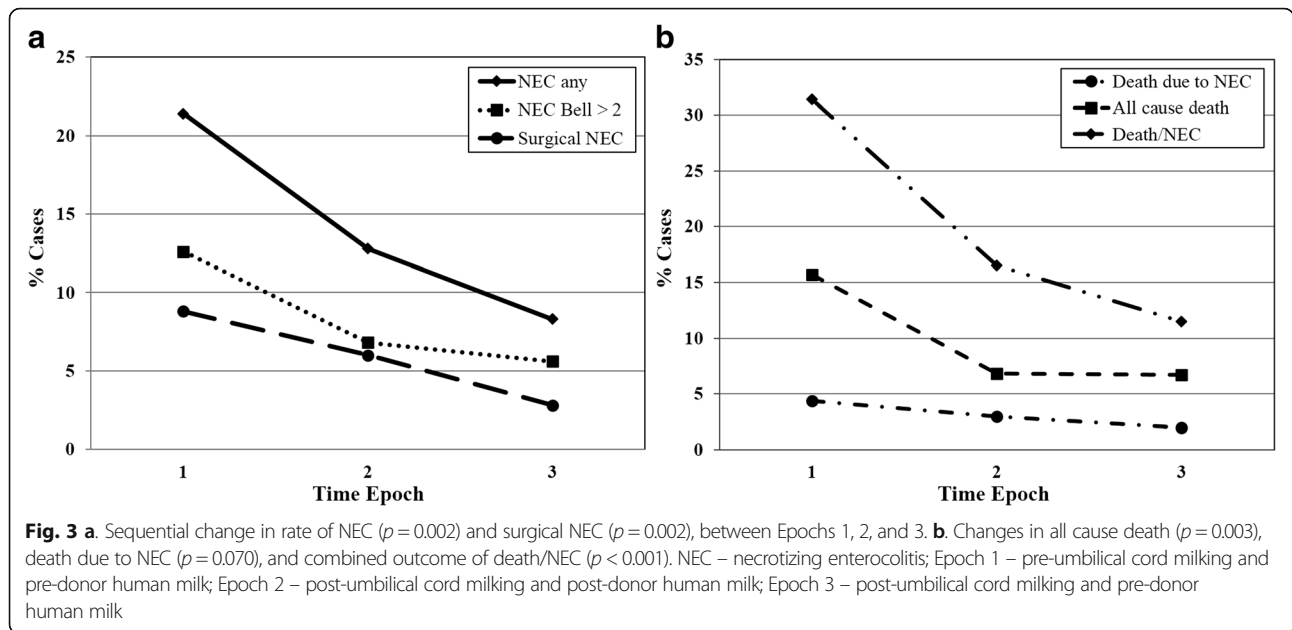 a
25
20
15
10
5
0
% Cases
NEC any
NEC Bell > 2
Surgical NEC
1 2 3
Time Epoch
b
35
30
25
20
15
10
5
0
% Cases
Death due to NEC
All cause death
Death/NEC
1 2 3
Time Epoch
Fig. 3 a. Sequential change in rate of NEC (p = 0.002) and surgical NEC (p = 0.002), between Epochs 1, 2, and 3. b. Changes in all cause death (p = 0.003),
death due to NEC (p = 0.070), and combined outcome of death/NEC (p < 0.001). NEC – necrotizing enterocolitis; Epoch 1 – pre-umbilical cord milking and
pre-donor human milk; Epoch 2 – post-umbilical cord milking and post-donor human milk; Epoch 3 – post-umbilical cord milking and pre-donor
human milk